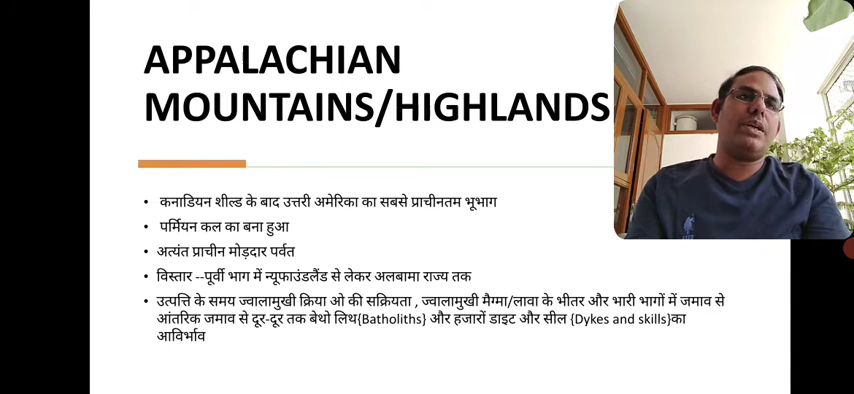 APPALACHIAN
MOUNTAINS/HIGHLANDS
• कनाडियन शील्ड के बाद उत्तरी अमेरिका का सबसे प्राचीनतम भूभाग
• पर्मियन कल का बना हुआ
• अत्यंत प्राचीन मोड़दार पर्वत
• विस्तार --पूर्वी भाग में न्यूफाउंडलैंड से लेकर अलबामा राज्य तक
• उत्पत्ति के समय ज्वालामुखी क्रिया ओ की सक्रियता , ज्वालामुखी मैग्मा/लावा के भीतर और भारी भागों में जमाव से
आंतरिक जमाव से दूर-दूर तक बेथो लिथ{Batholiths} और हजारों डाइट और सील {Dykes and skills}का
आविर्भाव